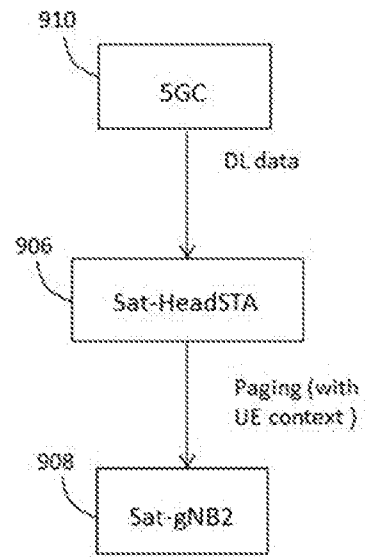 910
5GC
DL data
906
Sat-HeadSTA
Paging (with
UE context )
908
Sat-gNB2